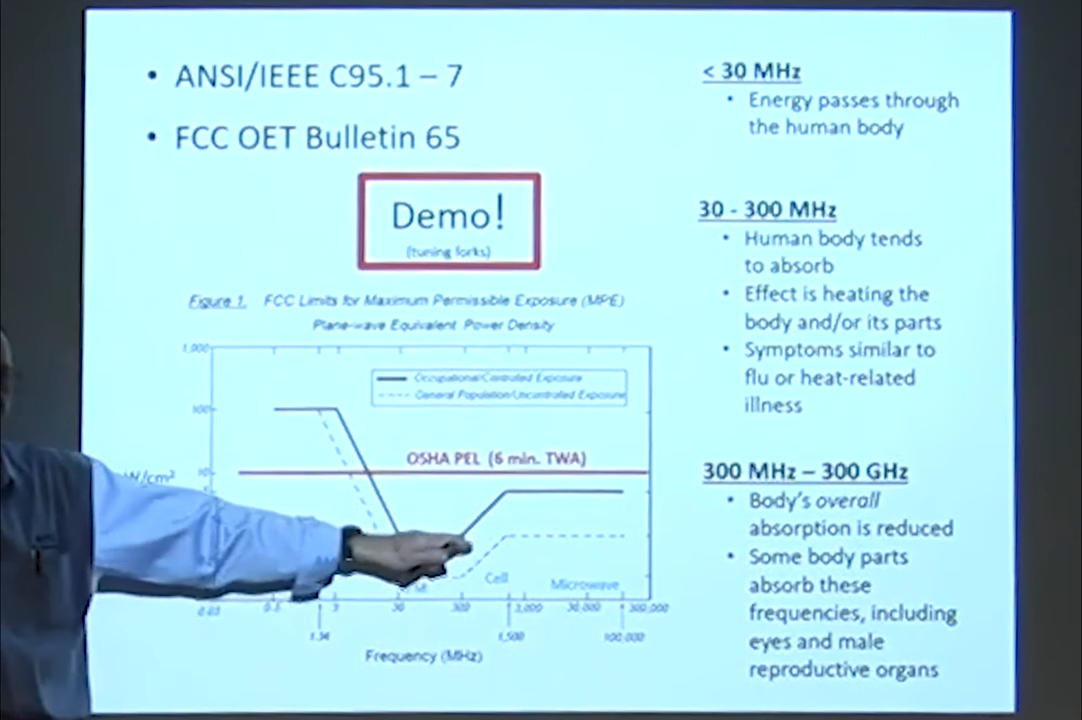 • ANSI/IEEE C95.1 – 7
• FCC OET Bulletin 65
Demo!
(tuning forks)
Figure 1. FCC Limits for Maximum Permissible Exposure (MPE)
Plane-wave Equivalent Power Density
1,000
Occupational/Controlled Exposure
General Population/Uncontrolled Exposure
100
OSHA PEL (6 min. TWA)
10
W/cm²
Cell
Microwave
0.03
0.3
3
30
300
3,000
30,000
300,000
1.34
1,500
100,000
Frequency (MHz)
< 30 MHz
• Energy passes through
the human body
30 - 300 MHz
• Human body tends
to absorb
• Effect is heating the
body and/or its parts
• Symptoms similar to
flu or heat-related
illness
300 MHz – 300 GHz
• Body's overall
absorption is reduced
• Some body parts
absorb these
frequencies, including
eyes and male
reproductive organs